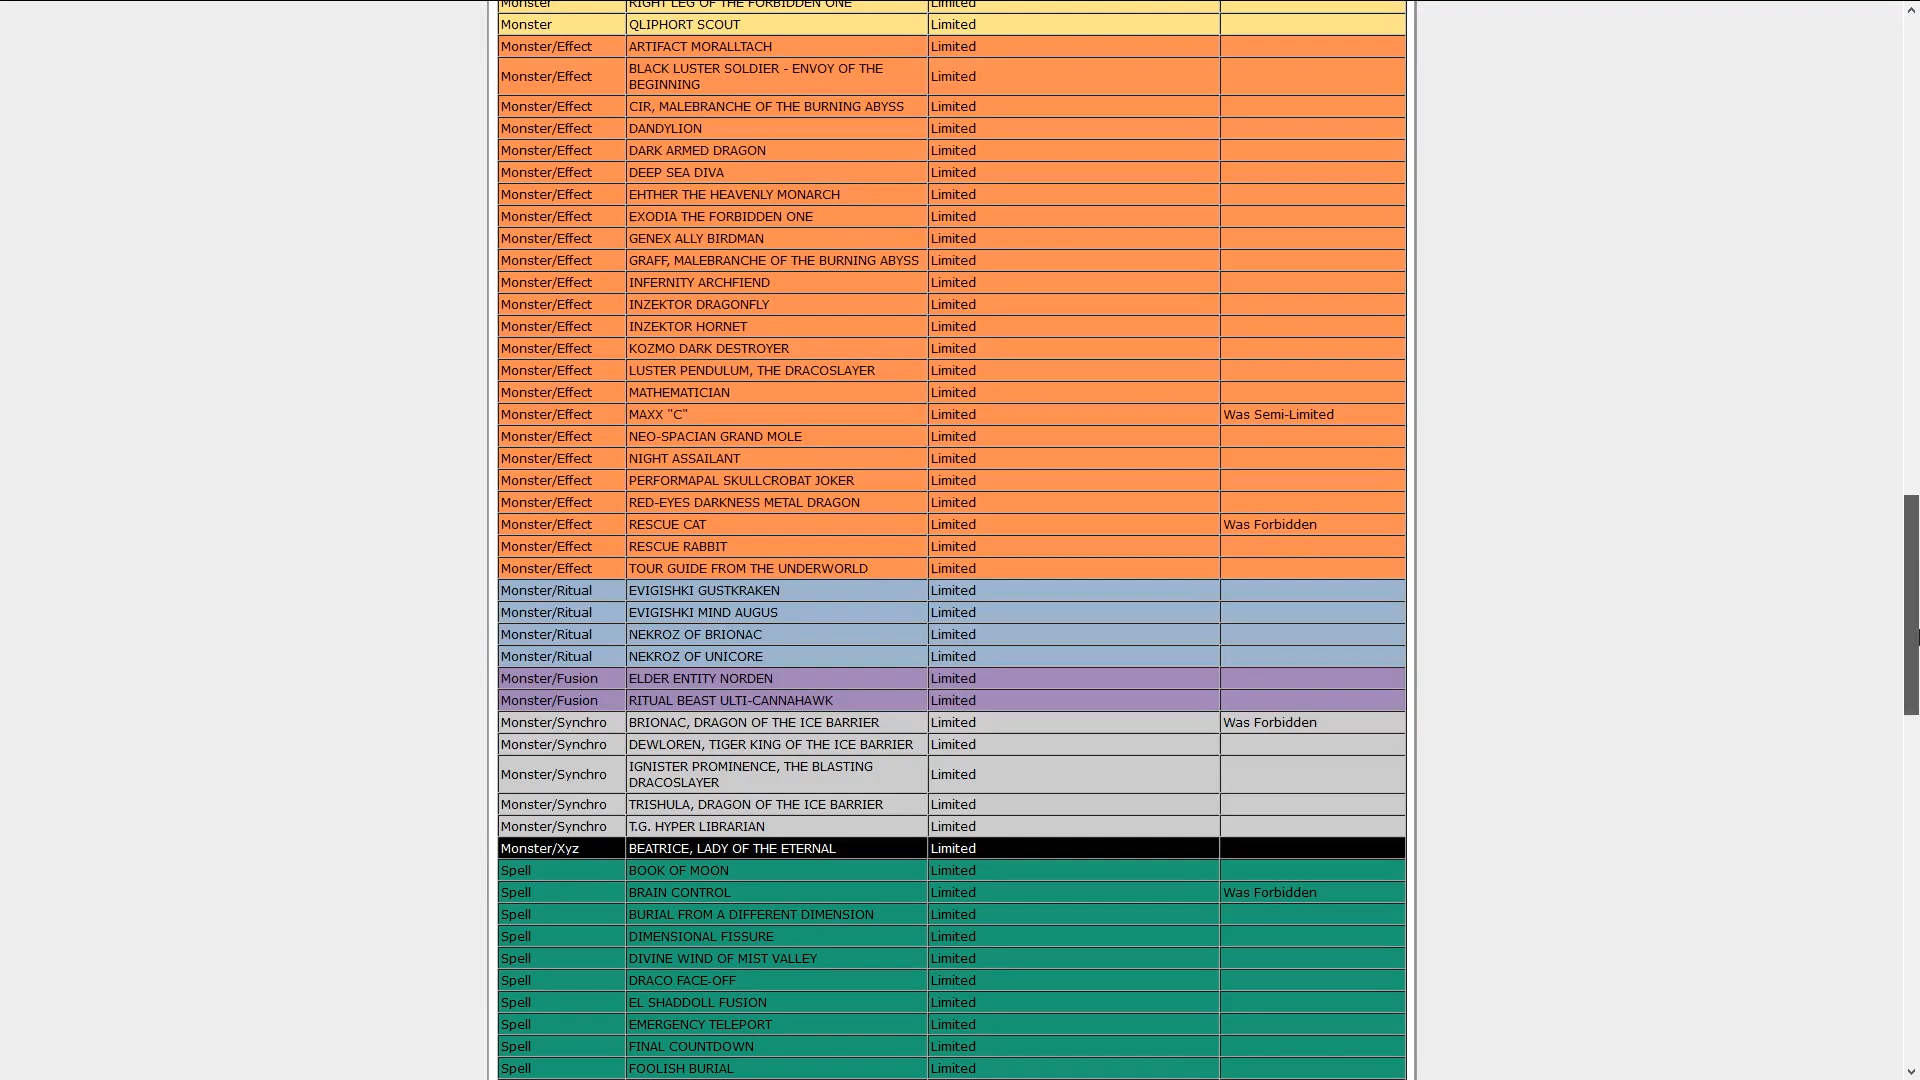 Monster RIGHT LEG OF THE FORBIDDEN ONE Limited
Monster QLIPHORT SCOUT Limited
Monster/Effect ARTIFACT MORALLTACH Limited
Monster/Effect BLACK LUSTER SOLDIER - ENVOY OF THE Limited
BEGINNING
Monster/Effect CIR, MALEBRANCHE OF THE BURNING ABYSS Limited
Monster/Effect DANDYLION Limited
Monster/Effect DARK ARMED DRAGON Limited
Monster/Effect DEEP SEA DIVA Limited
Monster/Effect EHTHER THE HEAVENLY MONARCH Limited
Monster/Effect EXODIA THE FORBIDDEN ONE Limited
Monster/Effect GENEX ALLY BIRDMAN Limited
Monster/Effect GRAFF, MALEBRANCHE OF THE BURNING ABYSS Limited
Monster/Effect INFERNITY ARCHFIEND Limited
Monster/Effect INZEKTOR DRAGONFLY Limited
Monster/Effect INZEKTOR HORNET Limited
Monster/Effect KOZMO DARK DESTROYER Limited
Monster/Effect LUSTER PENDULUM, THE DRACOSLAYER Limited
Monster/Effect MATHEMATICIAN Limited
Monster/Effect MAXX "C" Limited Was Semi-Limited
Monster/Effect NEO-SPACIAN GRAND MOLE Limited
Monster/Effect NIGHT ASSAILANT Limited
Monster/Effect PERFORMAPAL SKULLCROBAT JOKER Limited
Monster/Effect RED-EYES DARKNESS METAL DRAGON Limited
Monster/Effect RESCUE CAT Limited Was Forbidden
Monster/Effect RESCUE RABBIT Limited
Monster/Effect TOUR GUIDE FROM THE UNDERWORLD Limited
Monster/Ritual EVIGISHKI GUSTKRAKEN Limited
Monster/Ritual EVIGISHKI MIND AUGUS Limited
Monster/Ritual NEKROZ OF BRIONAC Limited
Monster/Ritual NEKROZ OF UNICORE Limited
Monster/Fusion ELDER ENTITY NORDEN Limited
Monster/Fusion RITUAL BEAST ULTI-CANNAHAWK Limited
Monster/Synchro BRIONAC, DRAGON OF THE ICE BARRIER Limited Was Forbidden
Monster/Synchro DEWLOREN, TIGER KING OF THE ICE BARRIER Limited
Monster/Synchro IGNISTER PROMINENCE, THE BLASTING Limited
DRACOSLAYER
Monster/Synchro TRISHULA, DRAGON OF THE ICE BARRIER Limited
Monster/Synchro T.G. HYPER LIBRARIAN Limited
Monster/Xyz BEATRICE, LADY OF THE ETERNAL Limited
Spell BOOK OF MOON Limited
Spell BRAIN CONTROL Limited Was Forbidden
Spell BURIAL FROM A DIFFERENT DIMENSION Limited
Spell DIMENSIONAL FISSURE Limited
Spell DIVINE WIND OF MIST VALLEY Limited
Spell DRACO FACE-OFF Limited
Spell EL SHADDOLL FUSION Limited
Spell EMERGENCY TELEPORT Limited
Spell FINAL COUNTDOWN Limited
Spell FOOLISH BURIAL Limited